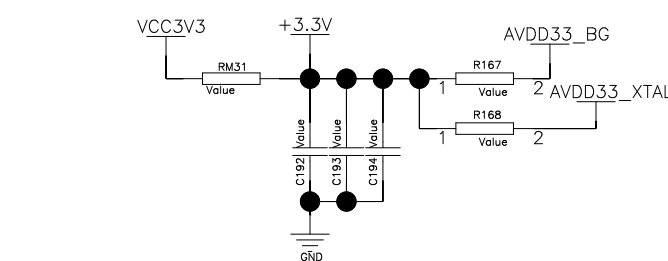 VCC3V3
+3.3V
AVDD33_BG
RM31
Value
R167
1
Value
2
AVDD33_XTAL
R168
1
Value
2
Value
Value
Value
C192
C193
C194
GND